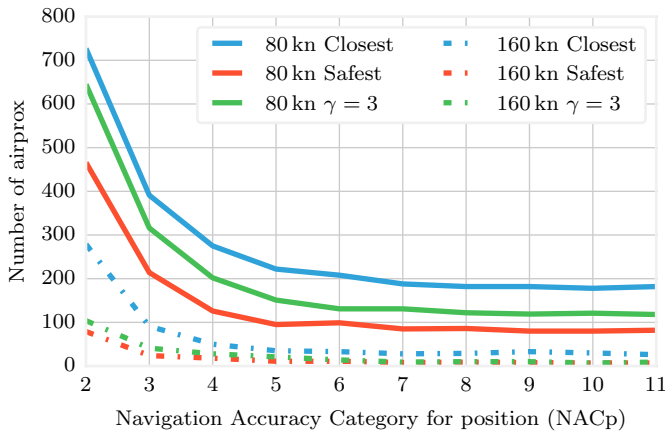 800
700
600
500
400
300
200
100
0
Number of airprox
80 kn Closest
80 kn Safest
80 kn γ = 3
160 kn Closest
160 kn Safest
160 kn γ = 3
2 3 4 5 6 7 8 9 10 11
Navigation Accuracy Category for position (NACp)